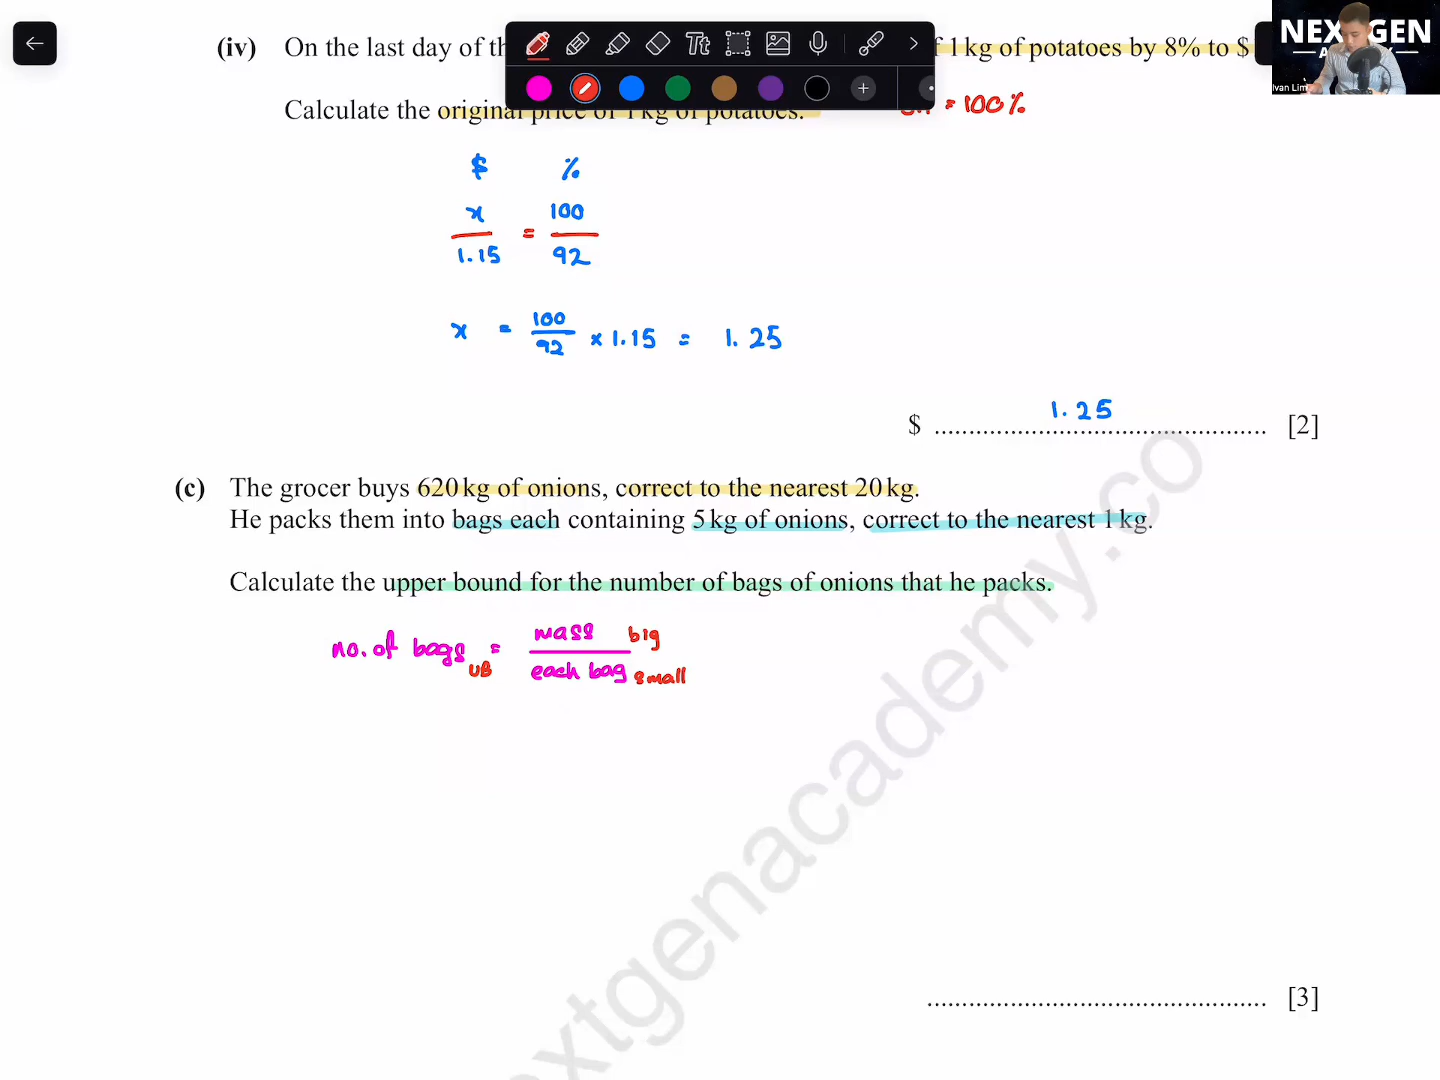 (iv) On the last day of th f 1 kg of potatoes by 8% to $
NEX GEN
Ivan Lim
Calculate the original price of 1 kg of potatoes. = 100 %
$ %
x/1.15 = 100/92
x = 100/92 × 1.15 = 1.25
$ 1.25 [2]
(c) The grocer buys 620 kg of onions, correct to the nearest 20 kg.
He packs them into bags each containing 5 kg of onions, correct to the nearest 1 kg.
Calculate the upper bound for the number of bags of onions that he packs.
no. of bags UB = mass big
each bag small
.................................................. [3]
extgenacademy.co